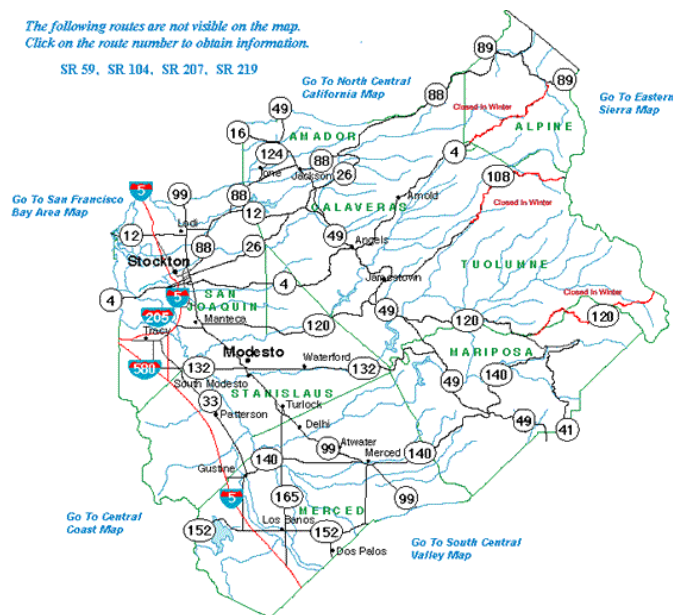 The following routes are not visible on the map.
Click on the route number to obtain information.
SR 59, SR 104, SR 207, SR 219
89
Go To North Central
California Map
88
89
Go To Eastern
Sierra Map
49
Closed In Winter
16
AMADOR
ALPINE
124
88
4
Ione
Jackson
26
108
5
99
88
Arnold
Go To San Francisco
Bay Area Map
12
CALAVERAS
Closed In Winter
Lodi
12
88
26
49
Angels
Stockton
TUOLUMNE
4
Jamestown
4
5
SAN
JOAQUIN
Closed In Winter
205
Manteca
120
49
120
120
Tracy
Modesto
MARIPOSA
580
132
Waterford
132
140
South Modesto
STANISLAUS
49
33
Turlock
Patterson
Delhi
49
41
99
Atwater
Merced
140
Gustine
140
5
165
99
MERCED
Go To Central
Coast Map
152
Los Banos
152
Go To South Central
Valley Map
Dos Palos